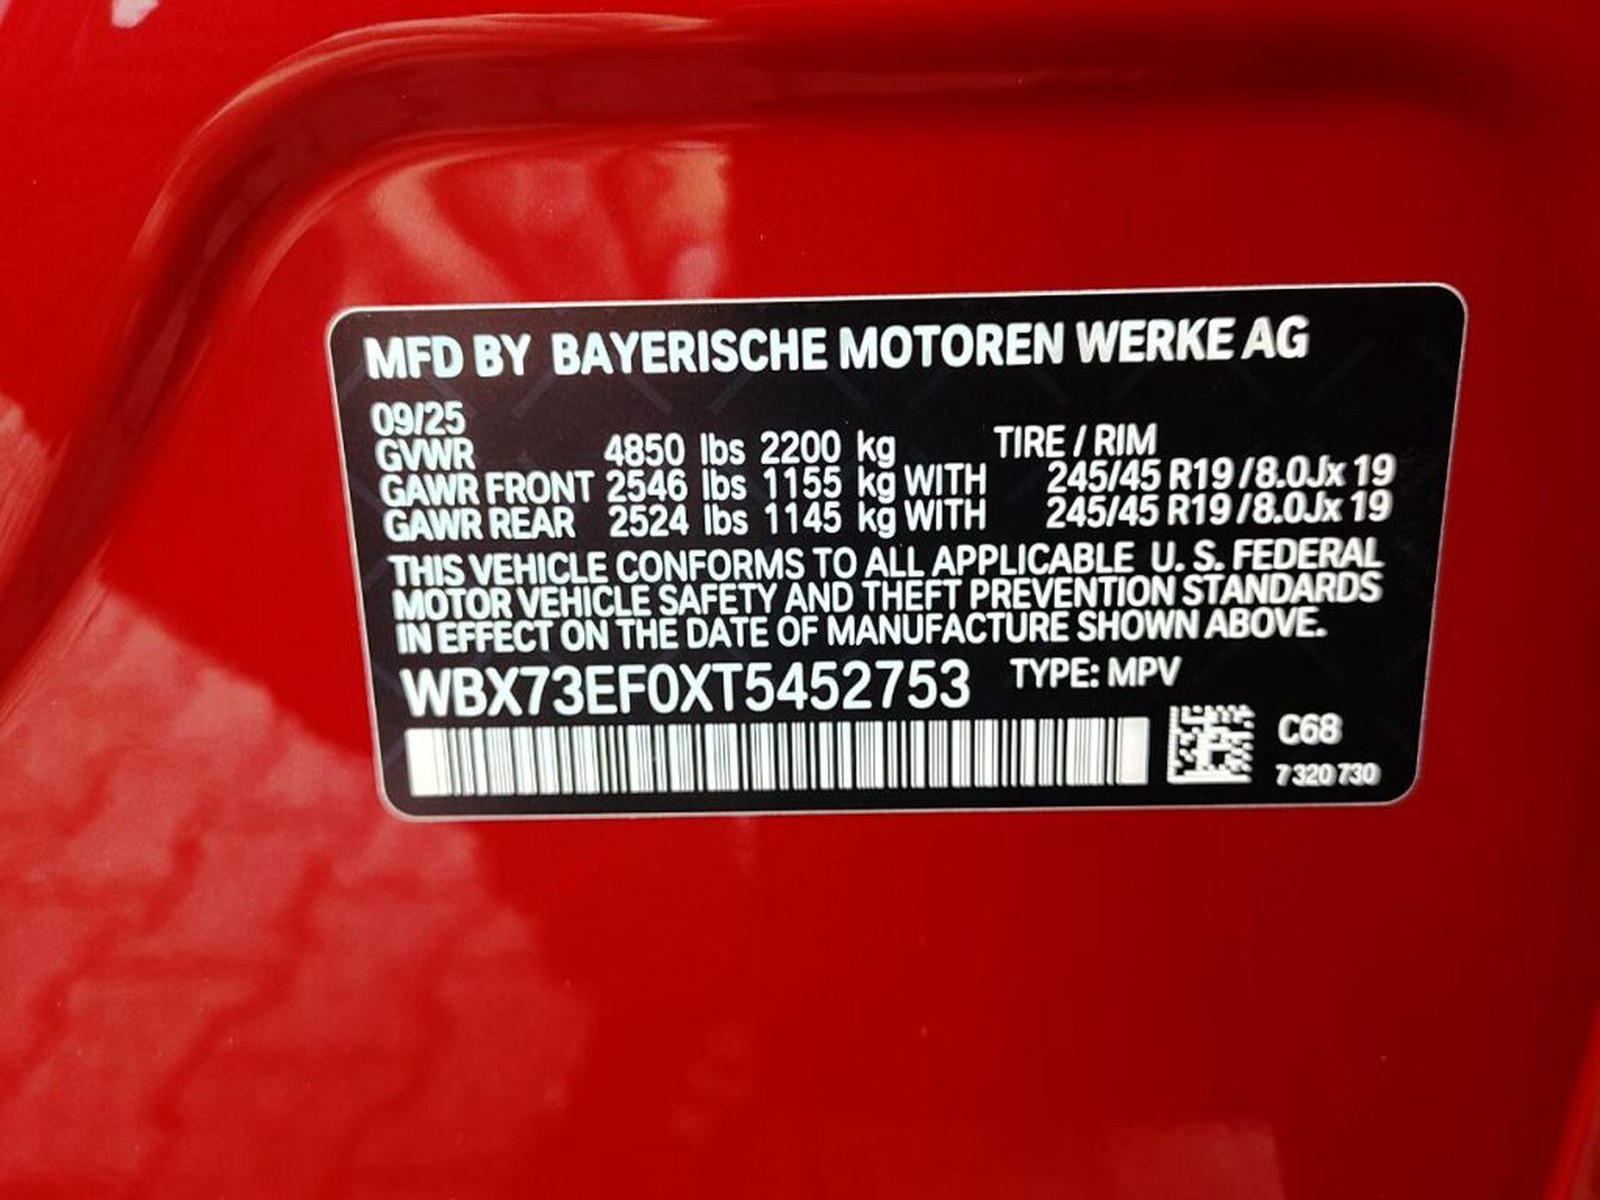 MFD BY BAYERISCHE MOTOREN WERKE AG
09/25
GVWR 4850 lbs 2200 kg TIRE / RIM
GAWR FRONT 2546 lbs 1155 kg WITH 245/45 R19 / 8.0Jx 19
GAWR REAR 2524 lbs 1145 kg WITH 245/45 R19 / 8.0Jx 19
THIS VEHICLE CONFORMS TO ALL APPLICABLE U. S. FEDERAL
MOTOR VEHICLE SAFETY AND THEFT PREVENTION STANDARDS
IN EFFECT ON THE DATE OF MANUFACTURE SHOWN ABOVE.
WBX73EF0XT5452753 TYPE: MPV
C68
7 320 730